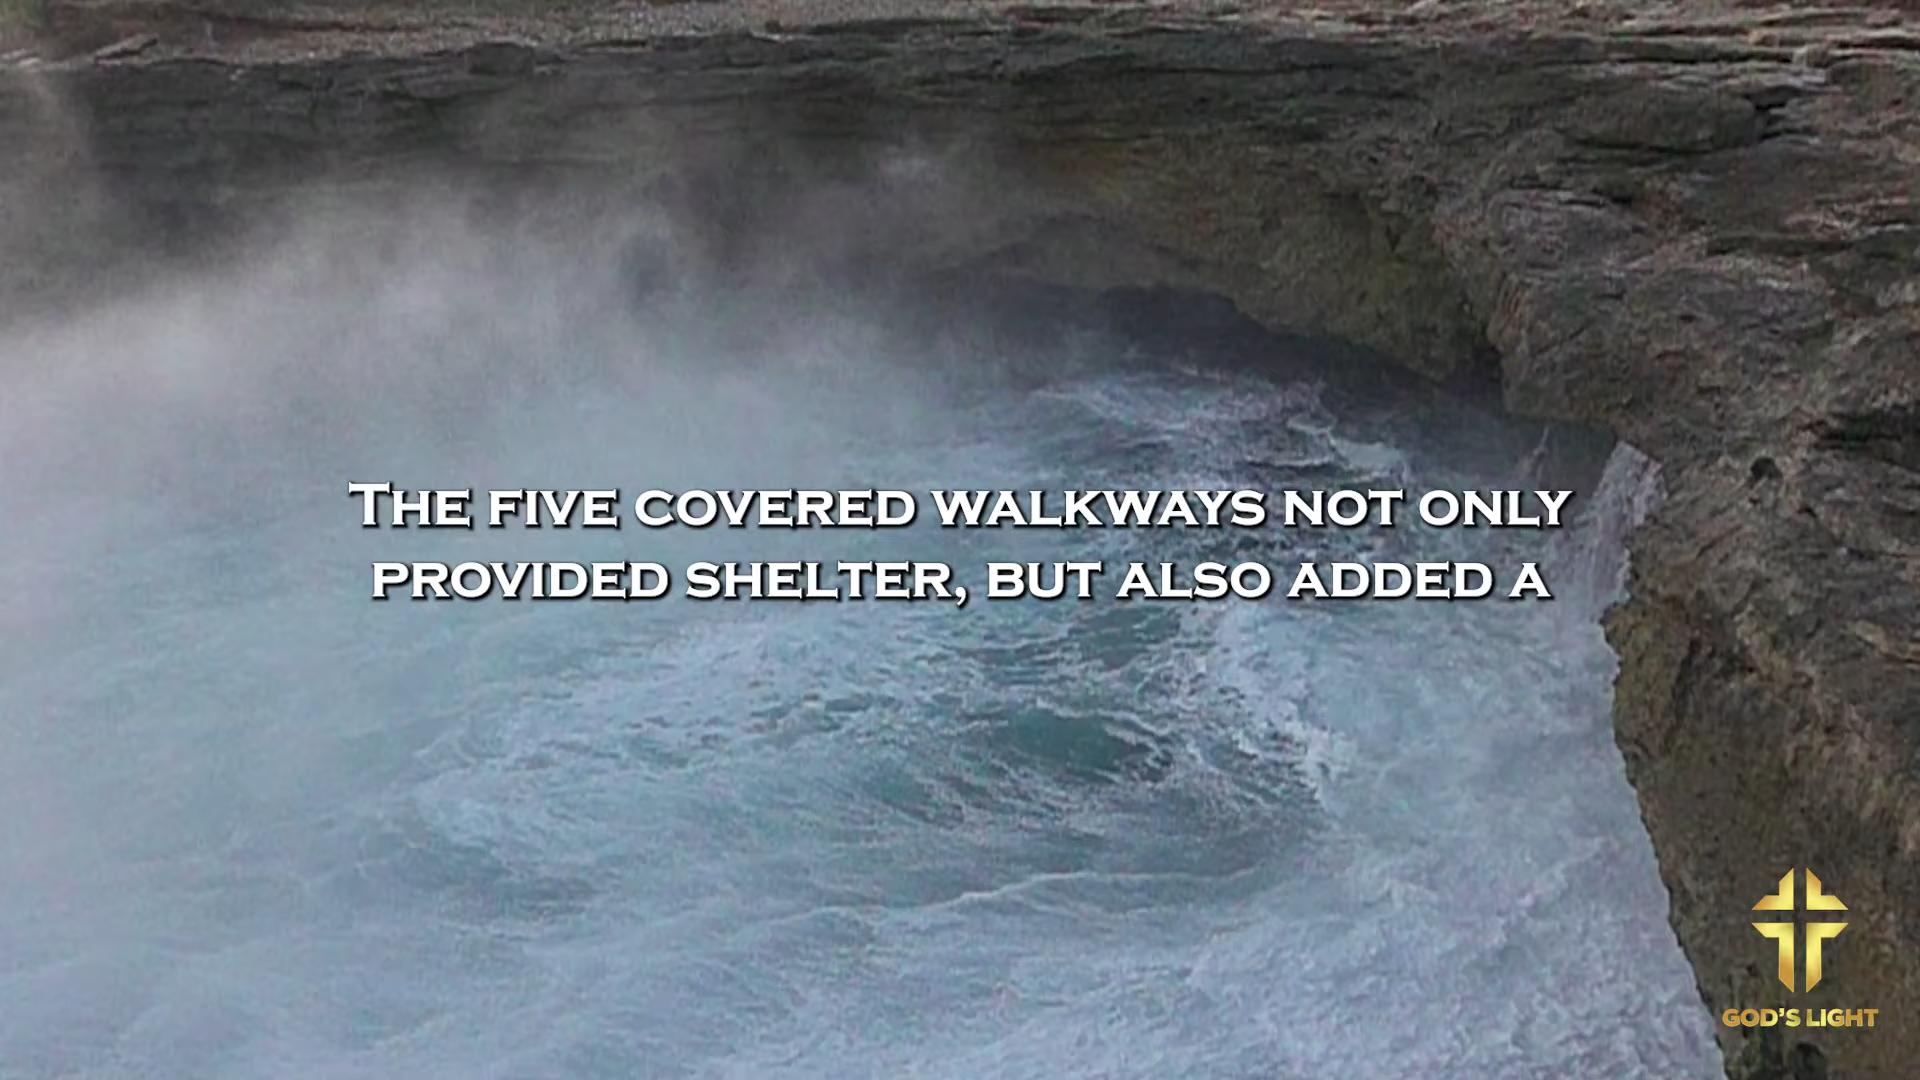 The five covered walkways not only
provided shelter, but also added a
GOD'S LIGHT